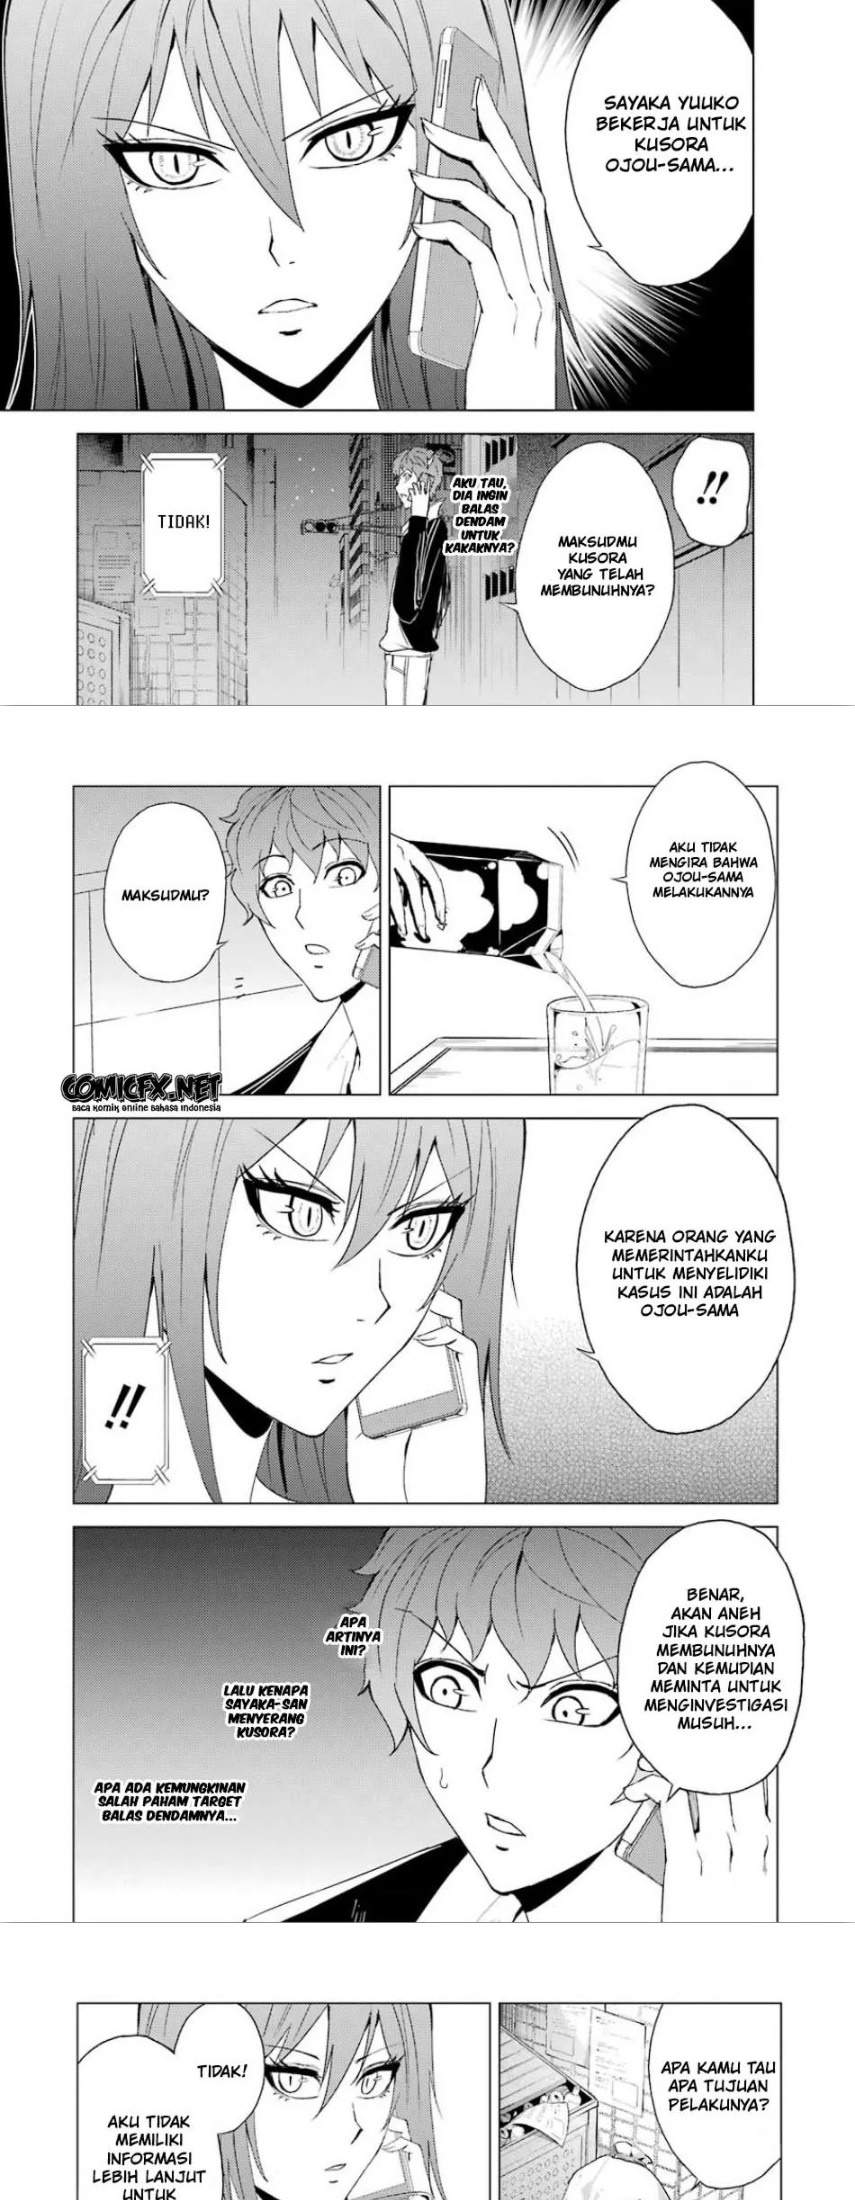 SAYAKA YUUKO
BEKERJA UNTUK
KUSORA
OJOU-SAMA...
!!
MAKSUDMU
KUSORA
YANG TELAH
MEMBUNUHNYA?
AKU TAU,
DIA INGIN
BALAS
DENDAM
UNTUK
KAKAKNYA?
TIDAK!
AKU TIDAK
MENGIRA BAHWA
OJOU-SAMA
MELAKUKANNYA
MAKSUDMU?
COMICFX.NET
Baca Komik Online Bahasa Indonesia
KARENA ORANG YANG
MEMERINTAHKANKU
UNTUK MENYELIDIKI
KASUS INI ADALAH
OJOU-SAMA
!!
BENAR,
AKAN ANEH
JIKA KUSORA
MEMBUNUHNYA
DAN KEMUDIAN
MEMINTA UNTUK
MENGINVESTIGASI
MUSUH...
APA
ARTINYA
INI?
LALU KENAPA
SAYAKA-SAN
MENYERANG
KUSORA?
APA ADA KEMUNGKINAN
SALAH PAHAM TARGET
BALAS DENDAMNYA...
APA KAMU TAU
APA TUJUAN
PELAKUNYA?
TIDAK!
AKU TIDAK
MEMILIKI
INFORMASI
LEBIH LANJUT
UNTUK